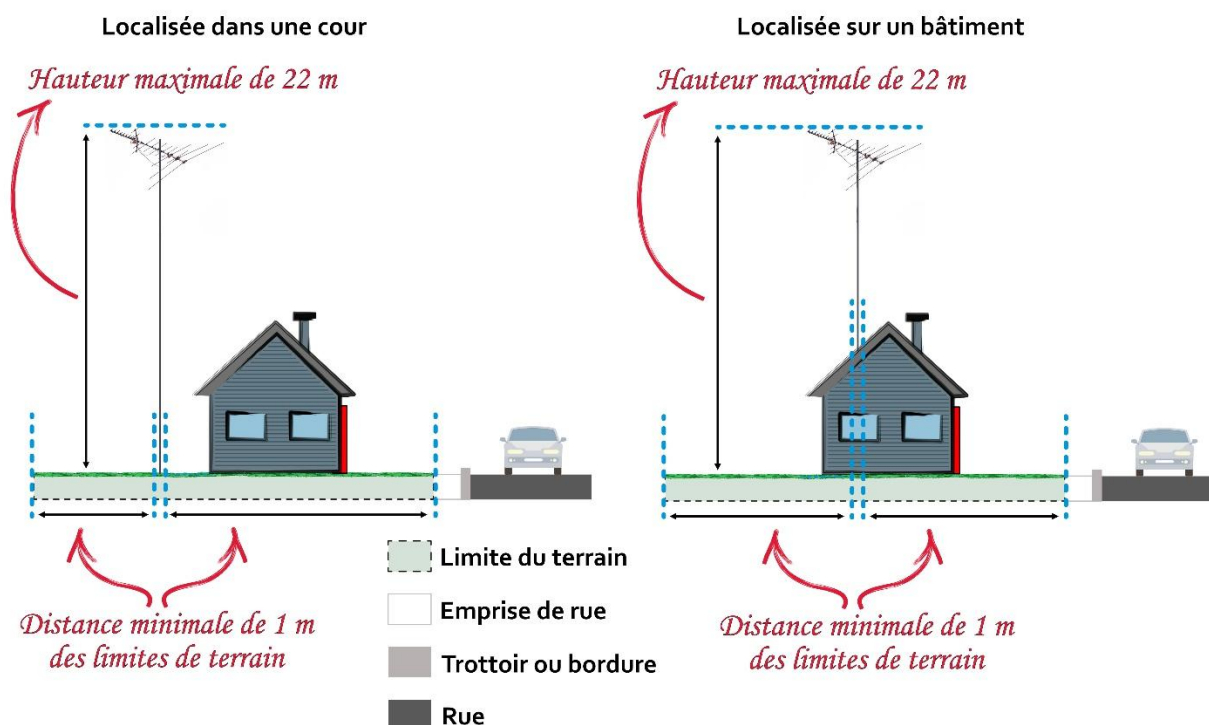 Localisée dans une cour
Hauteur maximale de 22 m
Distance minimale de 1 m
des limites de terrain
Localisée sur un bâtiment
Hauteur maximale de 22 m
Distance minimale de 1 m
des limites de terrain
Limite du terrain
Emprise de rue
Trottoir ou bordure
Rue